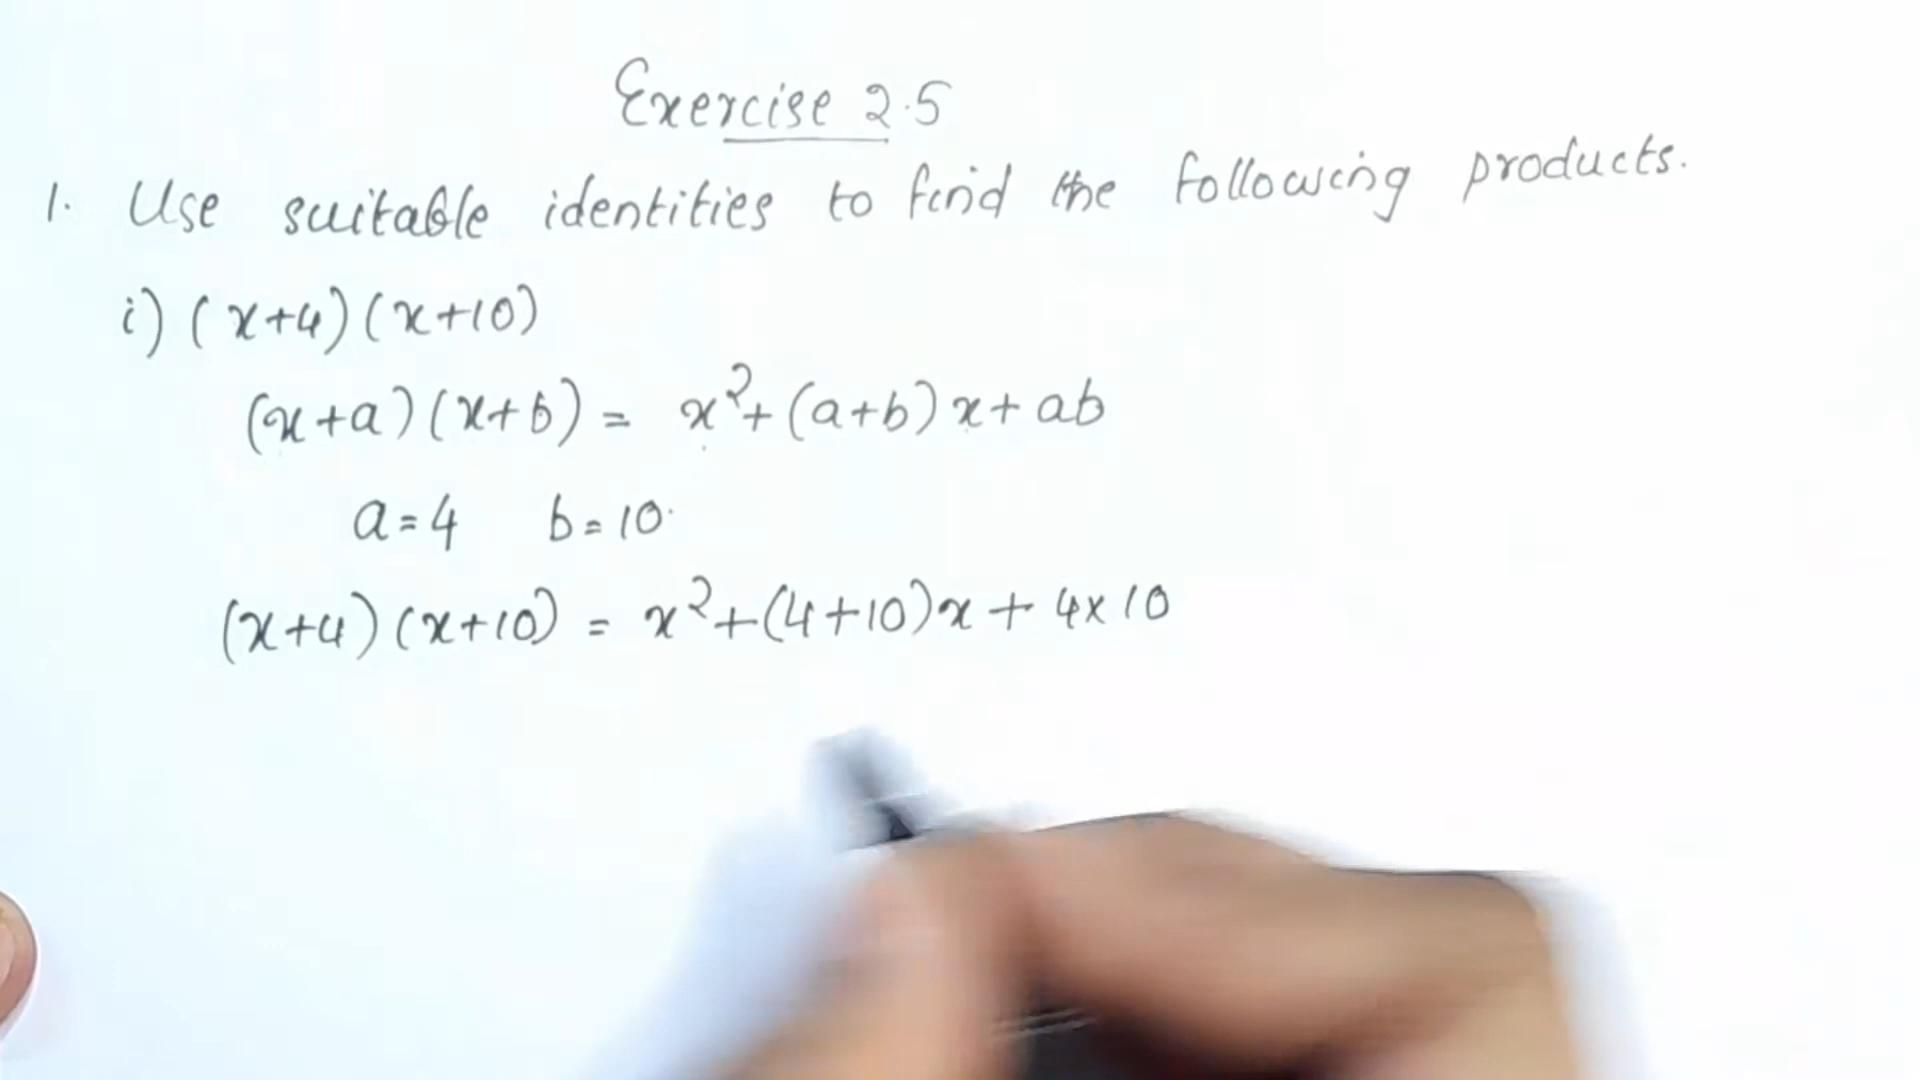 Exercise 2.5
1. Use suitable identities to find the following products.
i) (x+4)(x+10)
(x+a)(x+b) = x²+(a+b)x+ab
a=4 b=10
(x+4)(x+10) = x²+(4+10)x+4x10